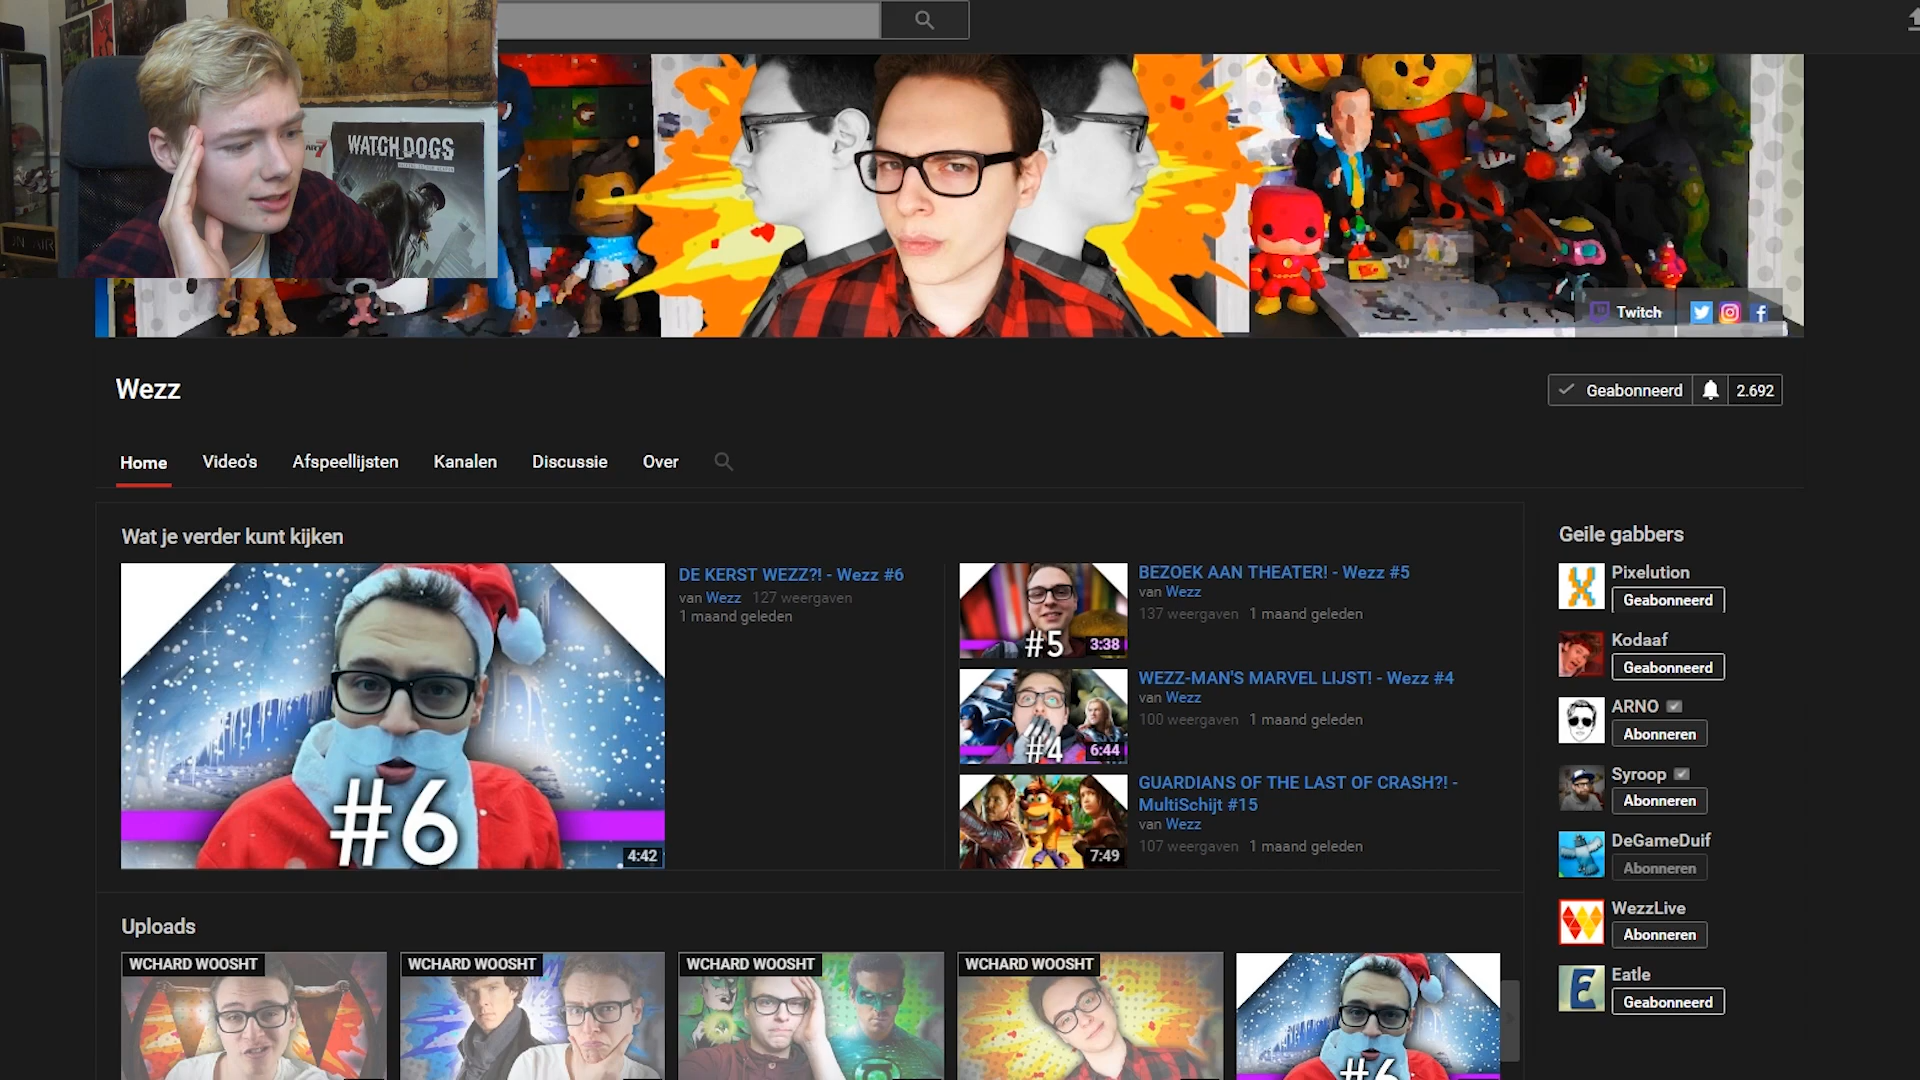 WATCH_DOGS
ON AIR
Twitch
Wezz
Geabonneerd
2.692
Home
Video's
Afspeellijsten
Kanalen
Discussie
Over
Wat je verder kunt kijken
#6
4:42
DE KERST WEZZ?! - Wezz #6
van Wezz 127 weergaven
1 maand geleden
#5
3:38
BEZOEK AAN THEATER! - Wezz #5
van Wezz
137 weergaven 1 maand geleden
#4
6:44
WEZZ-MAN'S MARVEL LIJST! - Wezz #4
van Wezz
100 weergaven 1 maand geleden
7:49
GUARDIANS OF THE LAST OF CRASH?! -
MultiSchijt #15
van Wezz
107 weergaven 1 maand geleden
Geile gabbers
Pixelution
Geabonneerd
Kodaaf
Geabonneerd
ARNO
Abonneren
Syroop
Abonneren
DeGameDuif
Abonneren
WezzLive
Abonneren
Eatle
Geabonneerd
Uploads
WCHARD WOOSHT
WCHARD WOOSHT
WCHARD WOOSHT
WCHARD WOOSHT
#6